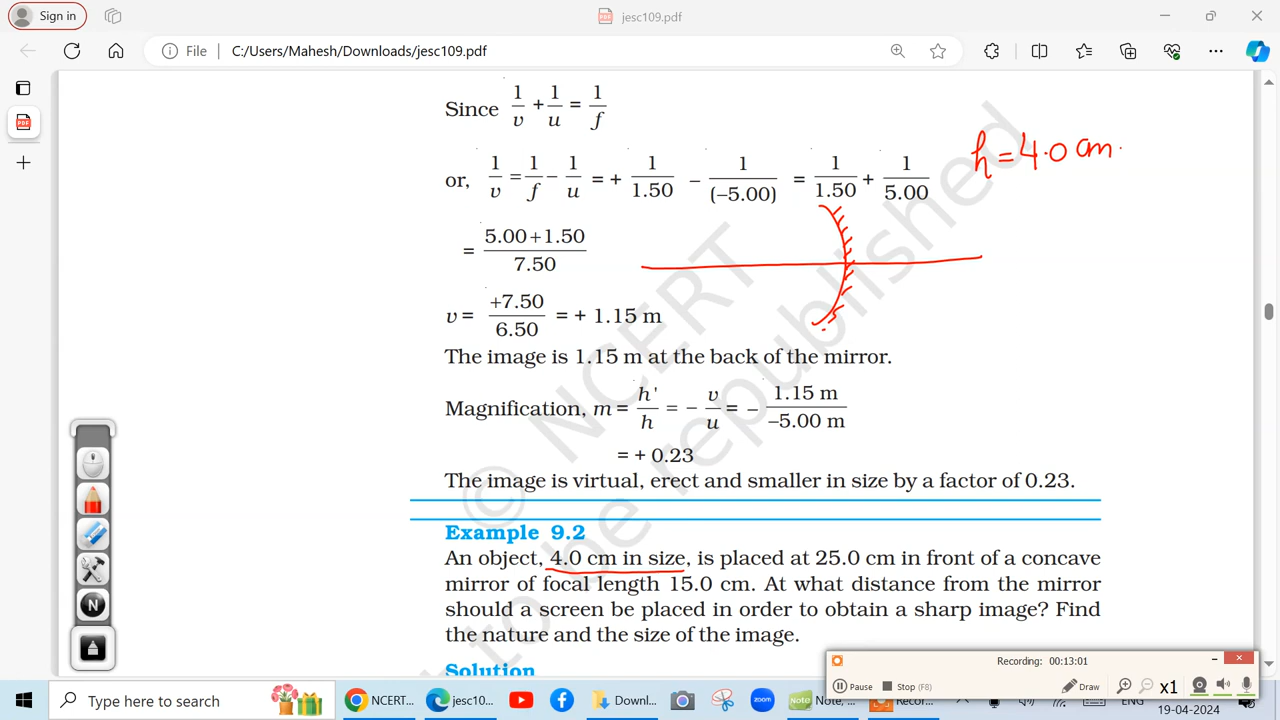 Sign in
jesc109.pdf
File C:/Users/Mahesh/Downloads/jesc109.pdf
Since 1/v + 1/u = 1/f
or, 1/v = 1/f − 1/u = + 1/1.50 − 1/(−5.00) = 1/1.50 + 1/5.00
h = 4.0 cm
= 5.00+1.50/7.50
v = +7.50/6.50 = + 1.15 m
The image is 1.15 m at the back of the mirror.
Magnification, m = h'/h = − v/u = − 1.15 m/−5.00 m
= + 0.23
The image is virtual, erect and smaller in size by a factor of 0.23.
Example 9.2
An object, 4.0 cm in size, is placed at 25.0 cm in front of a concave
mirror of focal length 15.0 cm. At what distance from the mirror
should a screen be placed in order to obtain a sharp image? Find
the nature and the size of the image.
Solution
© NCERT
to be republished
N
Recording: 00:13:01
Pause Stop (F8) Draw x1
Type here to search
NCERT
jesc10...
Downl...
zoom
Note
Note...
Recor...
ENG
19-04-2024